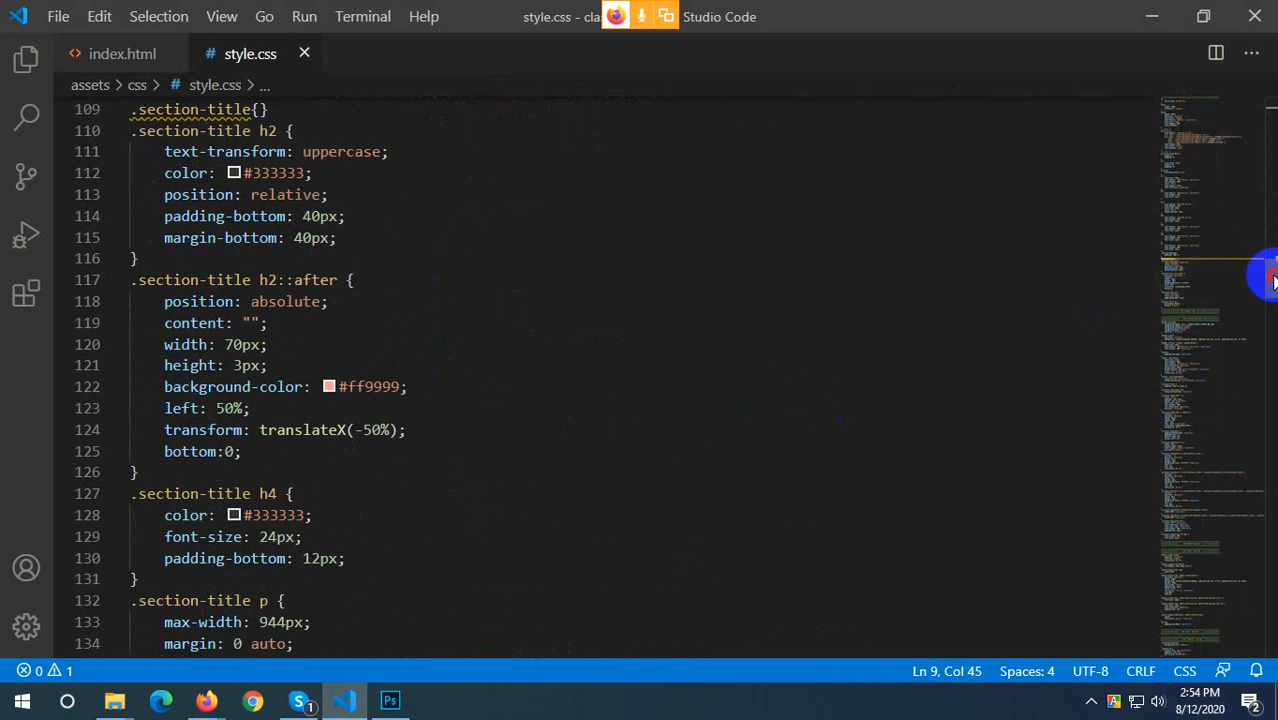 File Edit Selection View Go Run Terminal Help style.css - cla Studio Code
index.html # style.css
assets > css > # style.css > ...
109 .section-title{}
110 .section-title h2 {
111 text-transform: uppercase;
112 color: #333333;
113 position: relative;
114 padding-bottom: 40px;
115 margin-bottom: 40px;
116 }
117 .section-title h2::after {
118 position: absolute;
119 content: "";
120 width: 70px;
121 height: 3px;
122 background-color: #ff9999;
123 left: 50%;
124 transform: translateX(-50%);
125 bottom:0;
126 }
127 .section-title h4 {
128 color: #333333;
129 font-size: 24px;
130 padding-bottom: 12px;
131 }
132 .section-title p {
133 max-width: 944px;
134 margin: 0 auto;
0 1 Ln 9, Col 45 Spaces: 4 UTF-8 CRLF CSS
S 1 Ps A 2:54 PM
8/12/2020 2